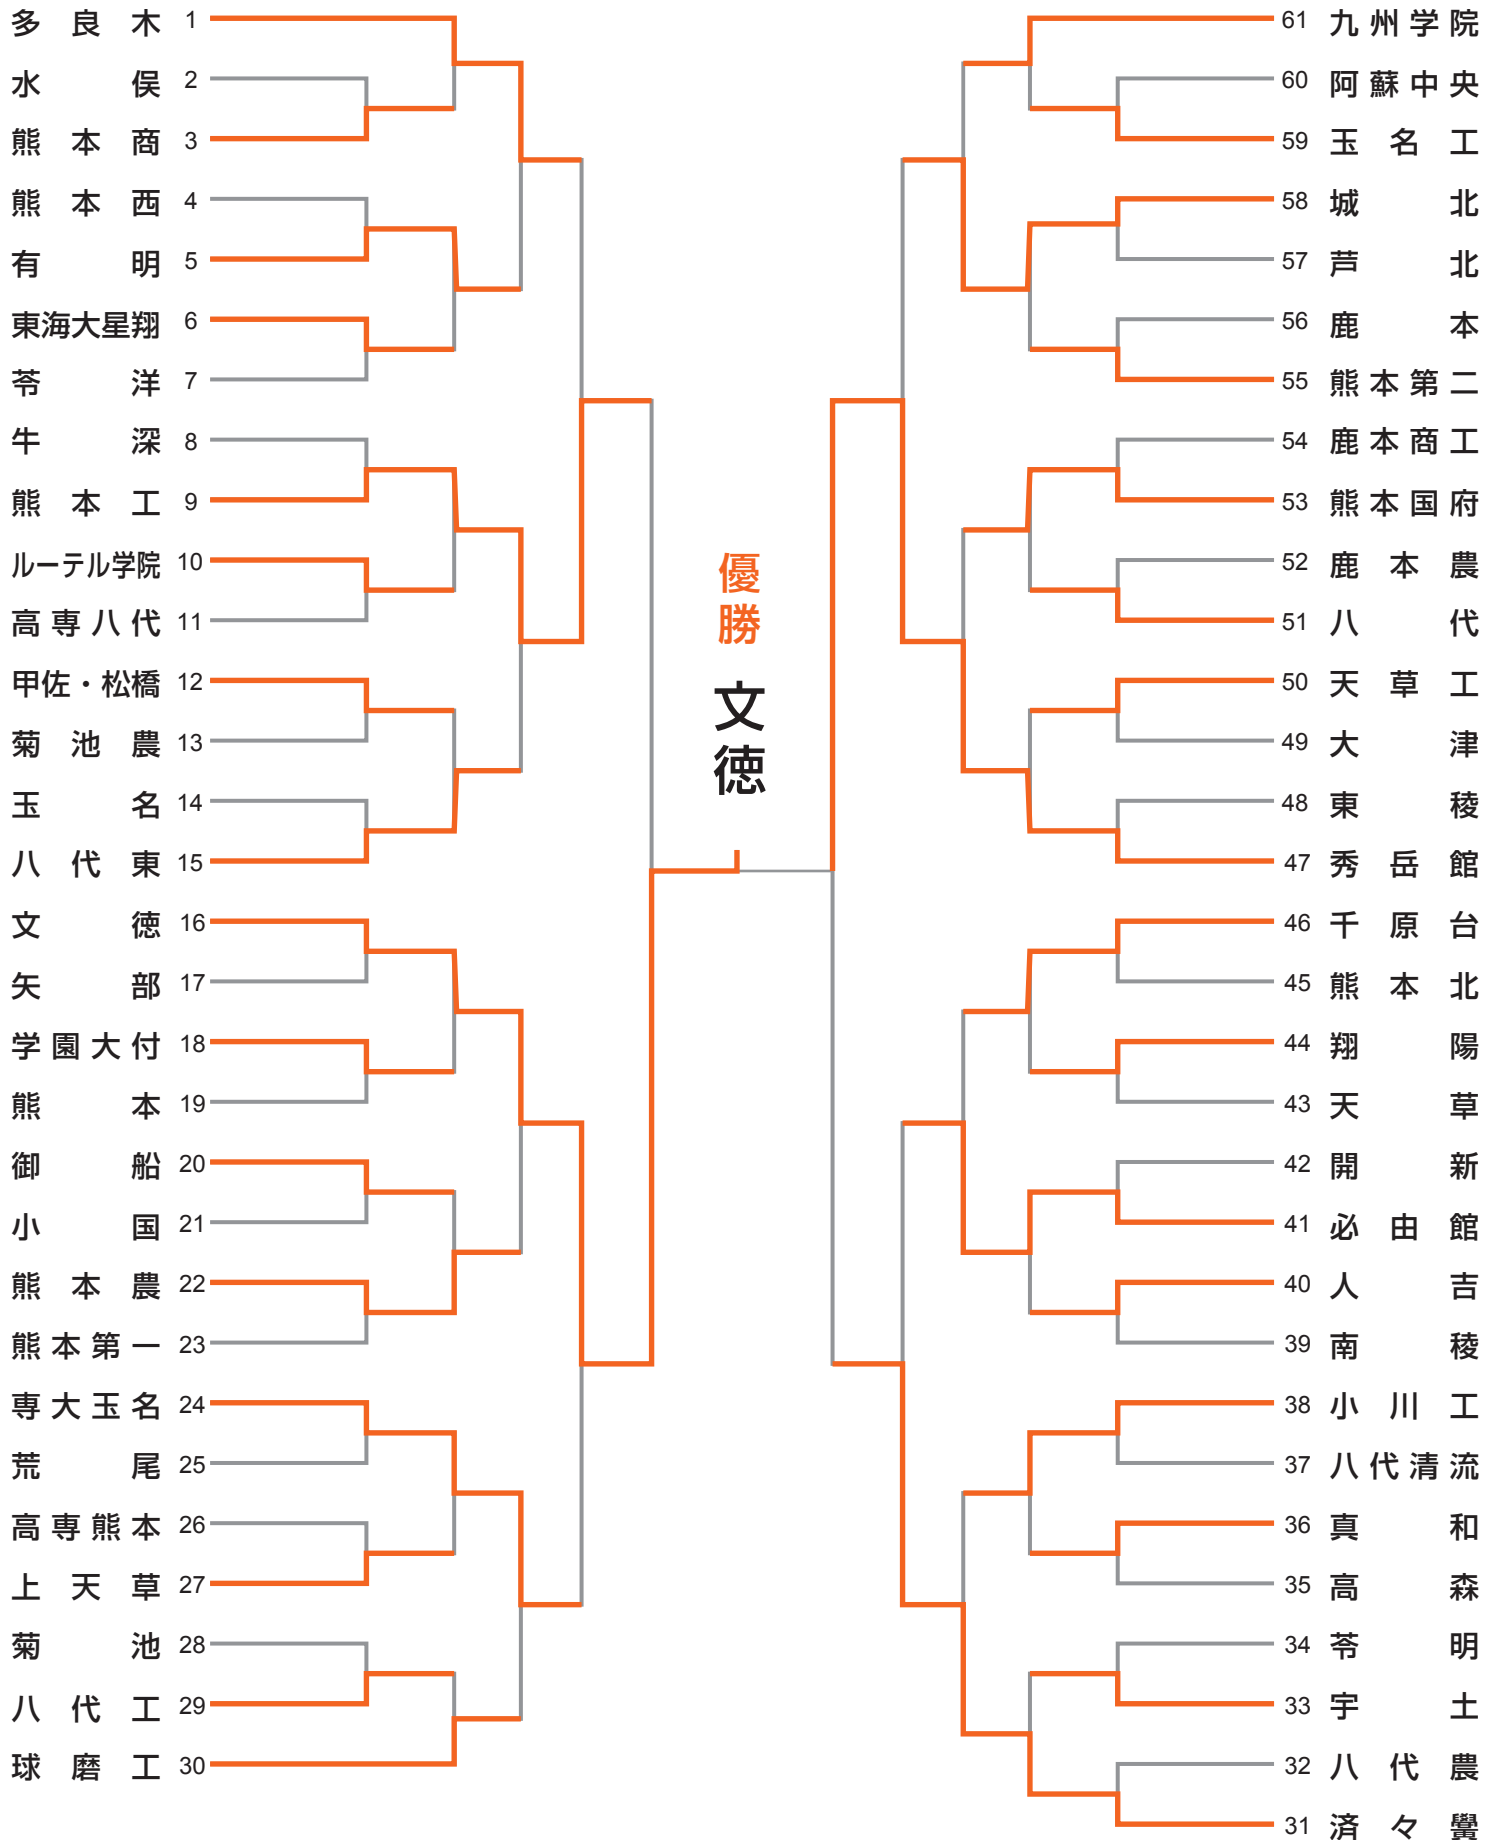 多良木 1
水俣 2
熊本商 3
熊本西 4
有明 5
東海大星翔 6
苓洋 7
牛深 8
熊本工 9
ルーテル学院 10
高専八代 11
甲佐・松橋 12
菊池農 13
玉名 14
八代東 15
文徳 16
矢部 17
学園大付 18
熊本 19
御船 20
小国 21
熊本農 22
熊本第一 23
専大玉名 24
荒尾 25
高専熊本 26
上天草 27
菊池 28
八代工 29
球磨工 30
優勝
文徳
61 九州学院
60 阿蘇中央
59 玉名工
58 城北
57 芦北
56 鹿本
55 熊本第二
54 鹿本商工
53 熊本国府
52 鹿本農
51 八代
50 天草工
49 大津
48 東稜
47 秀岳館
46 千原台
45 熊本北
44 翔陽
43 天草
42 開新
41 必由館
40 人吉
39 南稜
38 小川工
37 八代清流
36 真和
35 高森
34 苓明
33 宇土
32 八代農
31 済々黌